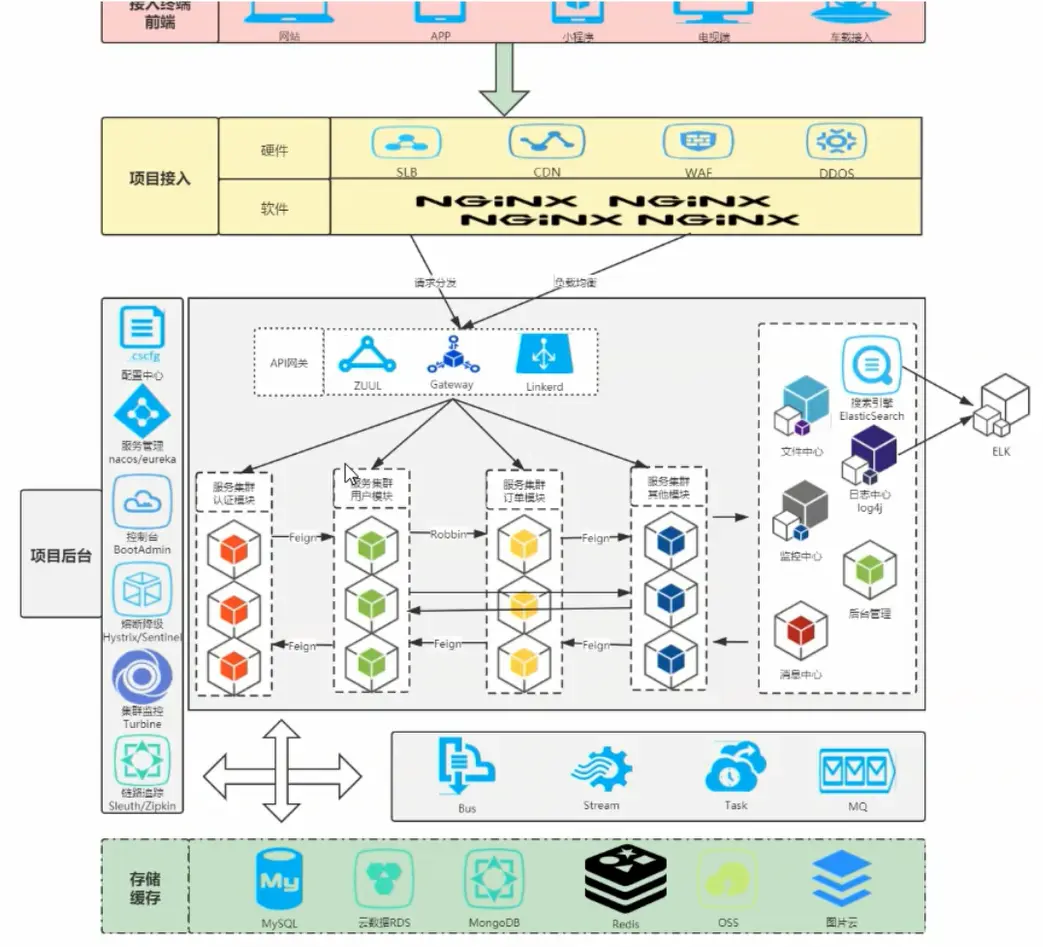 接入终端
前端
网站
APP
小程序
电视端
车载接入
项目接入
硬件
SLB
CDN
WAF
DDOS
软件
NGiNX NGiNX
NGiNX NGiNX
请求分发
负载均衡
项目后台
.cscfg
配置中心
服务管理
nacos/eureka
控制台
BootAdmin
熔断降级
Hystrix/Sentinel
集群监控
Turbine
链路追踪
Sleuth/Zipkin
API网关
ZUUL
Gateway
Linkerd
服务集群
认证模块
服务集群
用户模块
服务集群
订单模块
服务集群
其他模块
Feign
Robbin
Feign
Feign
Feign
Feign
搜索引擎
ElasticSearch
文件中心
日志中心
log4j
监控中心
后台管理
消息中心
ELK
Bus
Stream
Task
MQ
存储
缓存
My
MySQL
云数据RDS
MongoDB
Redis
OSS
图片云